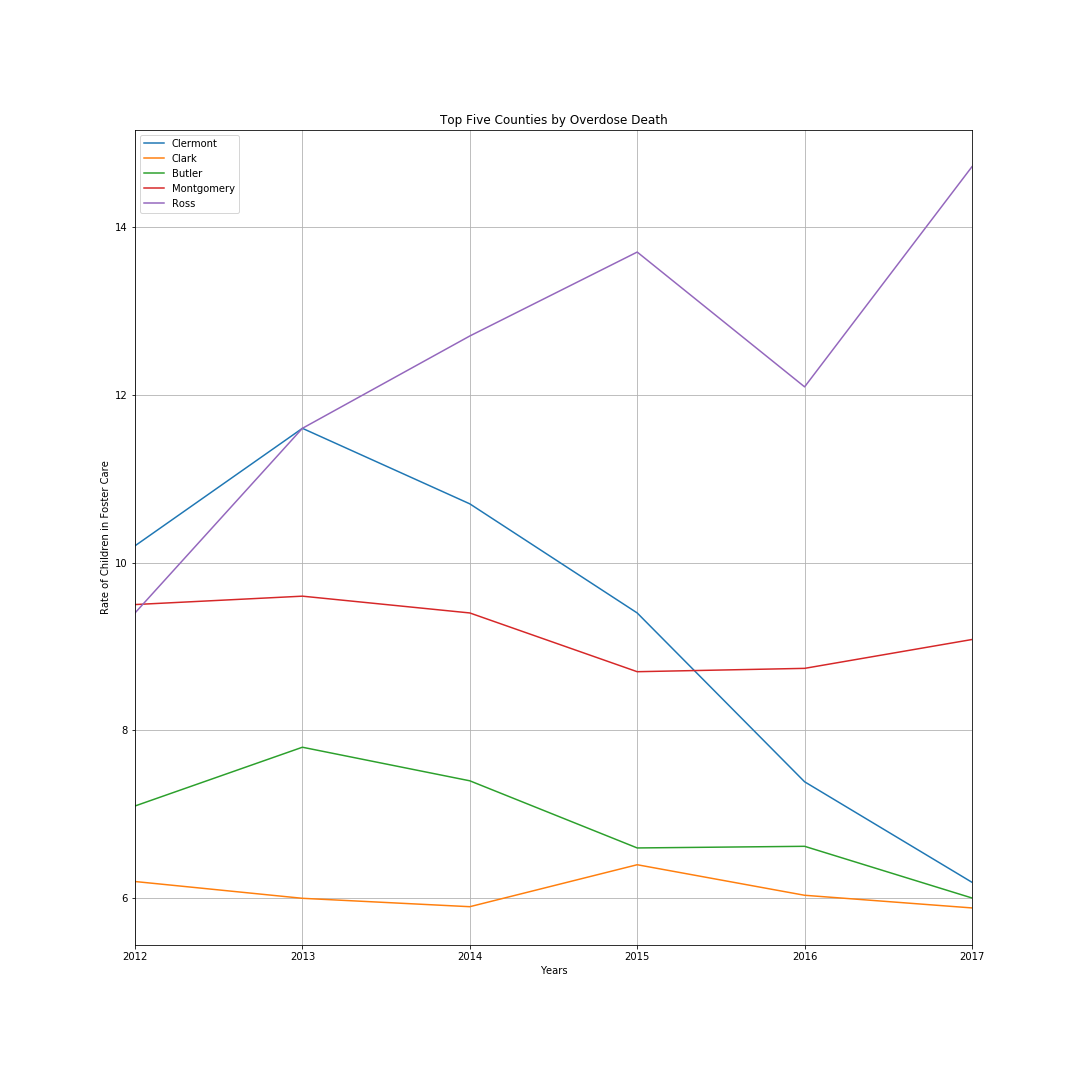 Top Five Counties by Overdose Death
Clermont
Clark
Butler
Montgomery
Ross
14
12
10
8
6
Rate of Children in Foster Care
2012 2013 2014 2015 2016 2017
Years